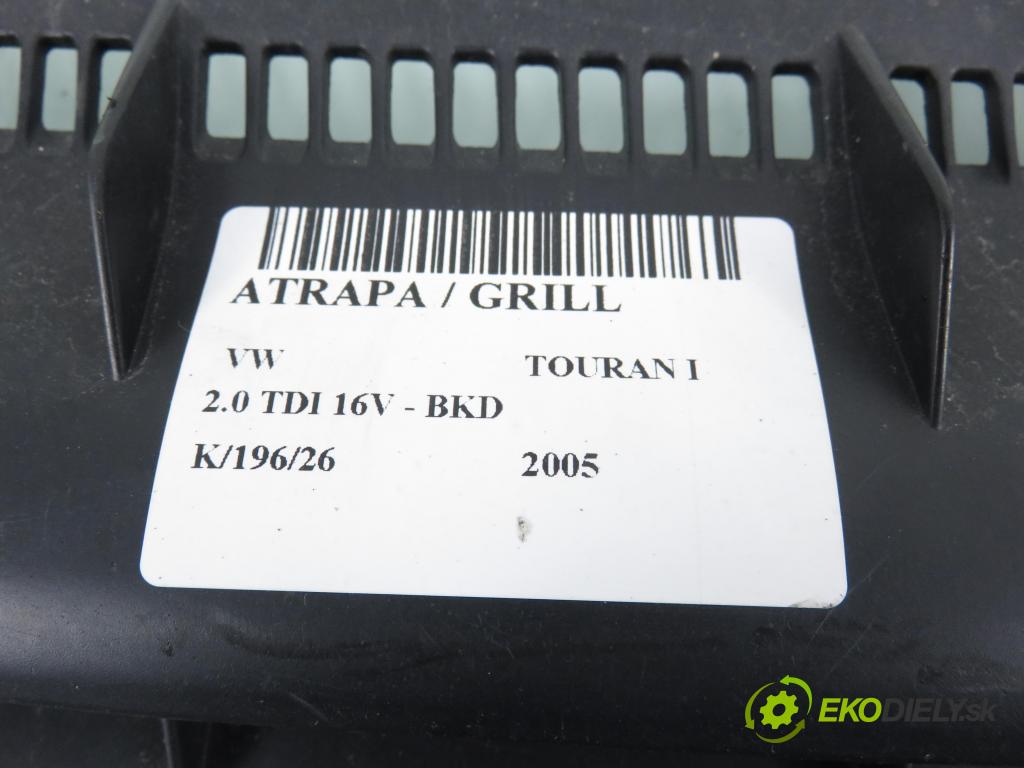 ATRAPA / GRILL
VW TOURAN I
2.0 TDI 16V - BKD
K/196/26 2005
EKODIELY.sk